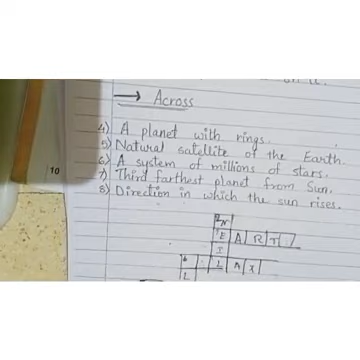 → Across
4) A planet with rings.
5) Natural satellite of the Earth.
6) A system of millions of stars.
7) Third farthest planet from Sun.
8) Direction in which the sun rises.
10
E A R T
I
L A X
L